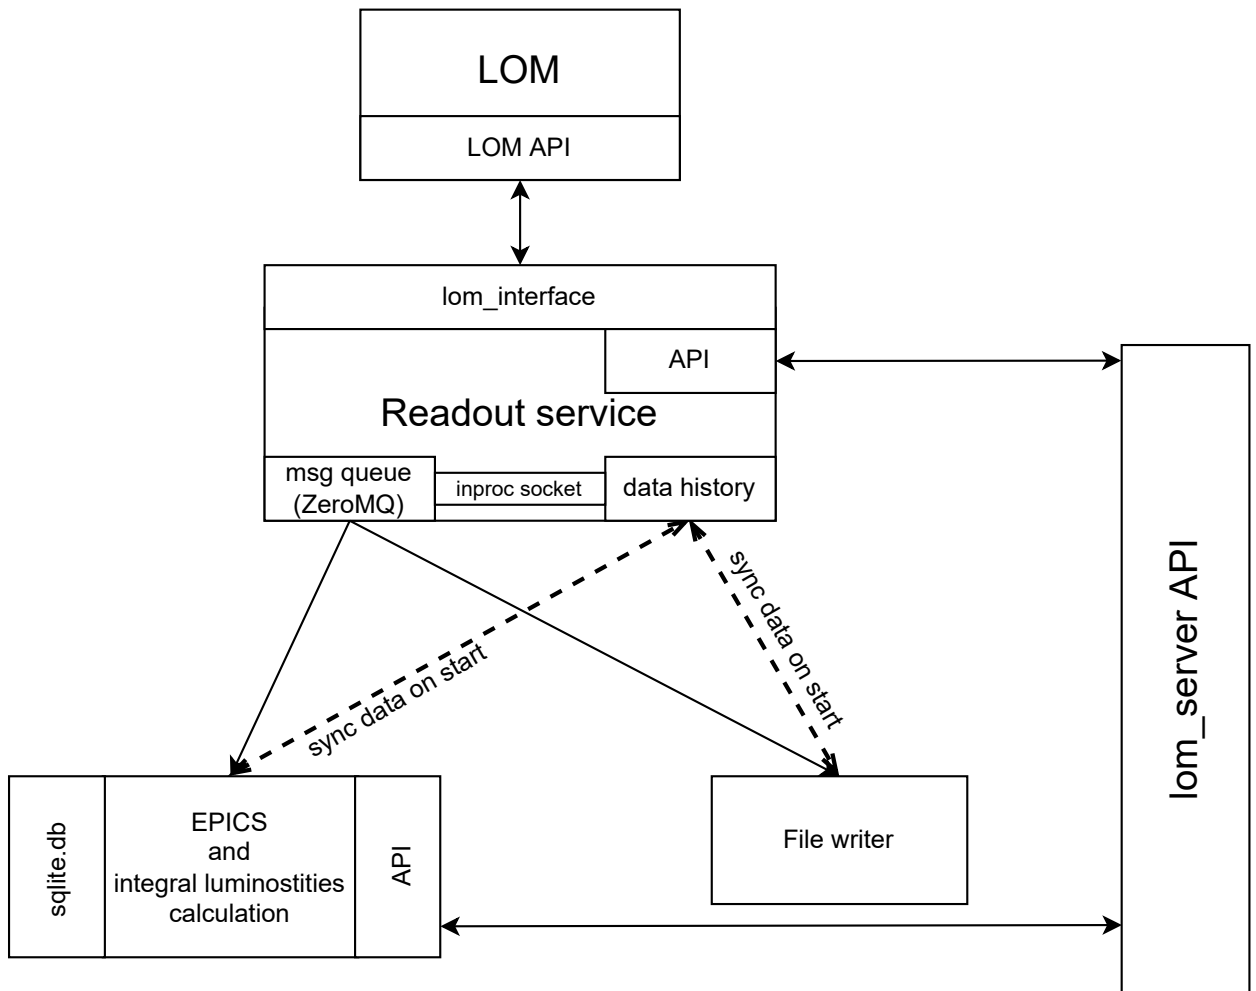 LOM
LOM API
lom_interface
API
Readout service
msg queue
(ZeroMQ)
inproc socket
data history
sync data on start
sync data on start
lom_server API
sqlite.db
EPICS
and
integral luminostities
calculation
API
File writer